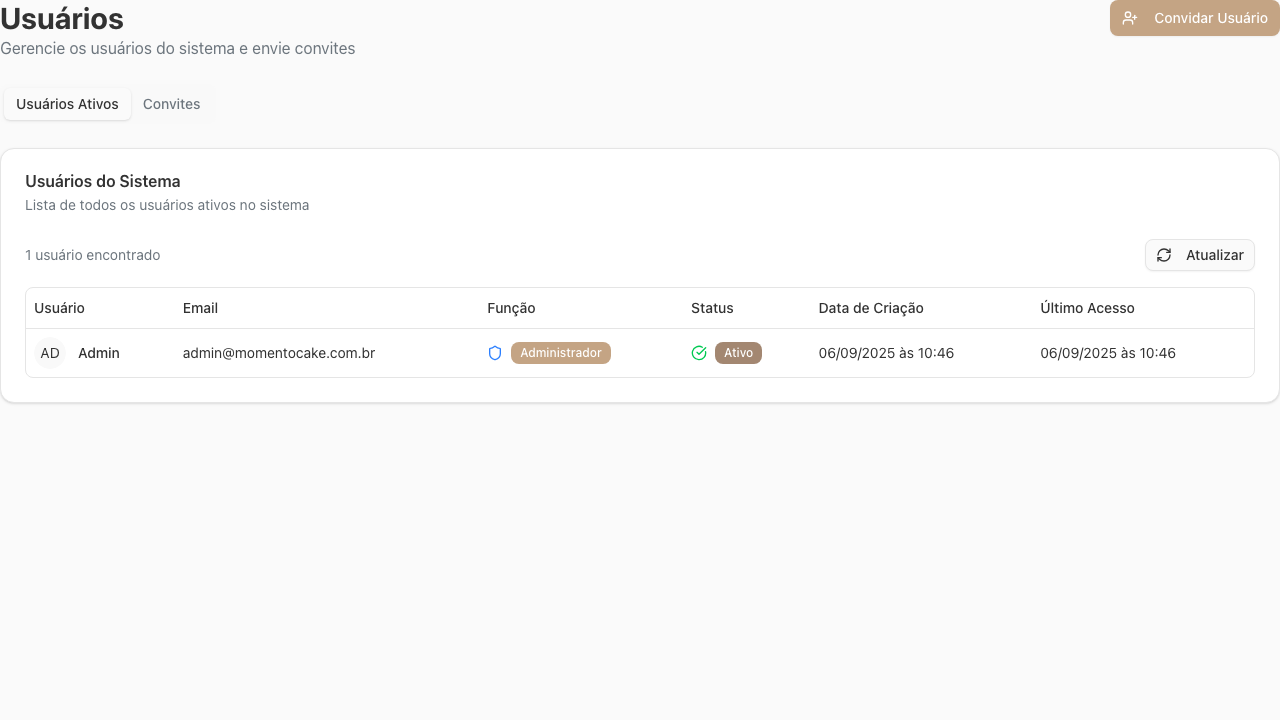 Usuários
Convidar Usuário
Gerencie os usuários do sistema e envie convites
Usuários Ativos Convites
Usuários do Sistema
Lista de todos os usuários ativos no sistema
1 usuário encontrado Atualizar
Usuário Email Função Status Data de Criação Último Acesso
AD Admin admin@momentocake.com.br Administrador Ativo 06/09/2025 às 10:46 06/09/2025 às 10:46